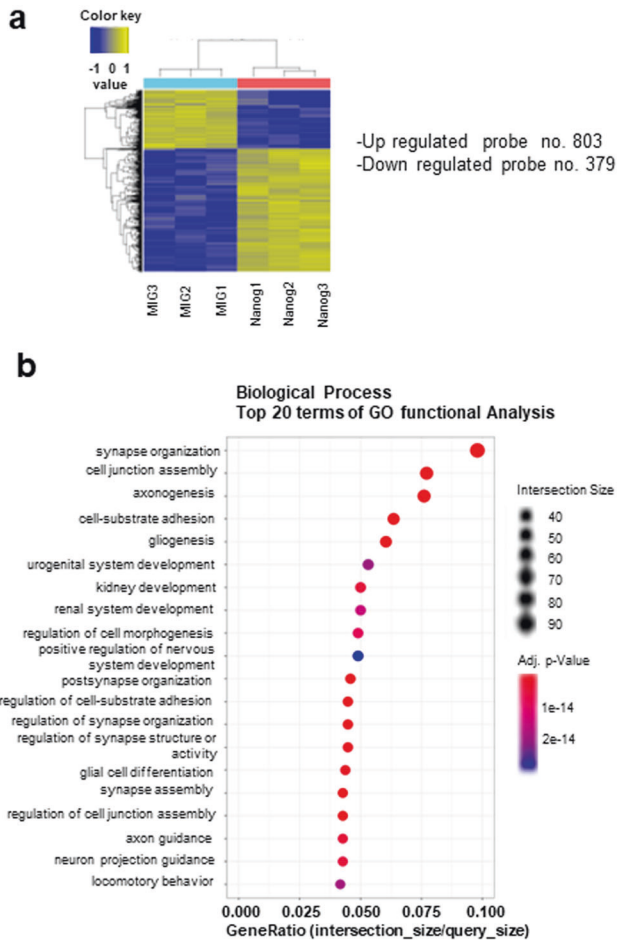 a
Color key
-1 0 1
value
-Up regulated probe no. 803
-Down regulated probe no. 379
MIG3
MIG2
MIG1
Nanog1
Nanog2
Nanog3
b
Biological Process
Top 20 terms of GO functional Analysis
synapse organization
cell junction assembly
axonogenesis
cell-substrate adhesion
gliogenesis
urogenital system development
kidney development
renal system development
regulation of cell morphogenesis
positive regulation of nervous
system development
postsynapse organization
regulation of cell-substrate adhesion
regulation of synapse organization
regulation of synapse structure or
activity
glial cell differentiation
synapse assembly
regulation of cell junction assembly
axon guidance
neuron projection guidance
locomotory behavior
0.000 0.025 0.050 0.075 0.100
GeneRatio (intersection_size/query_size)
Intersection Size
40
50
60
70
80
90
Adj. p-Value
1e-14
2e-14